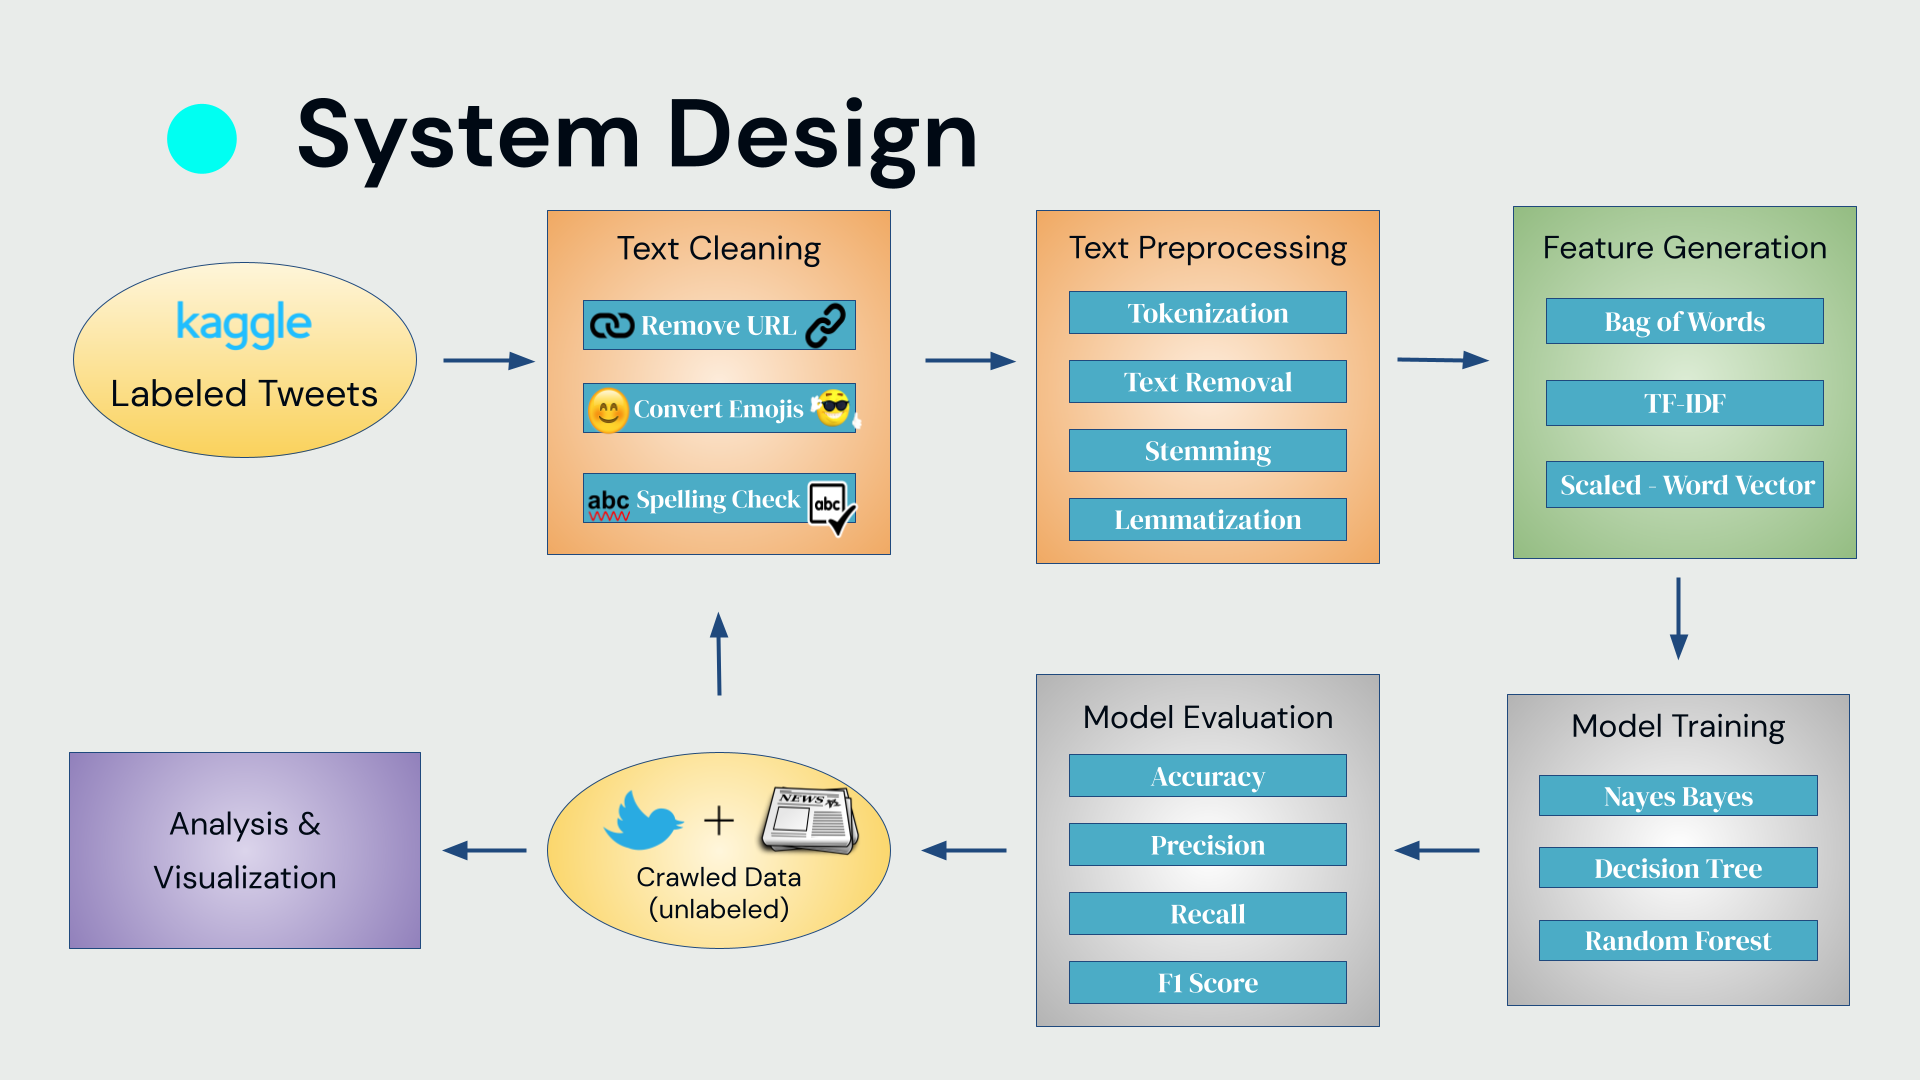 System Design
kaggle
Labeled Tweets
Text Cleaning
Remove URL
Convert Emojis
abc Spelling Check abc
Text Preprocessing
Tokenization
Text Removal
Stemming
Lemmatization
Feature Generation
Bag of Words
TF-IDF
Scaled - Word Vector
Model Training
Nayes Bayes
Decision Tree
Random Forest
Model Evaluation
Accuracy
Precision
Recall
F1 Score
+ NEWS
Crawled Data
(unlabeled)
Analysis &
Visualization